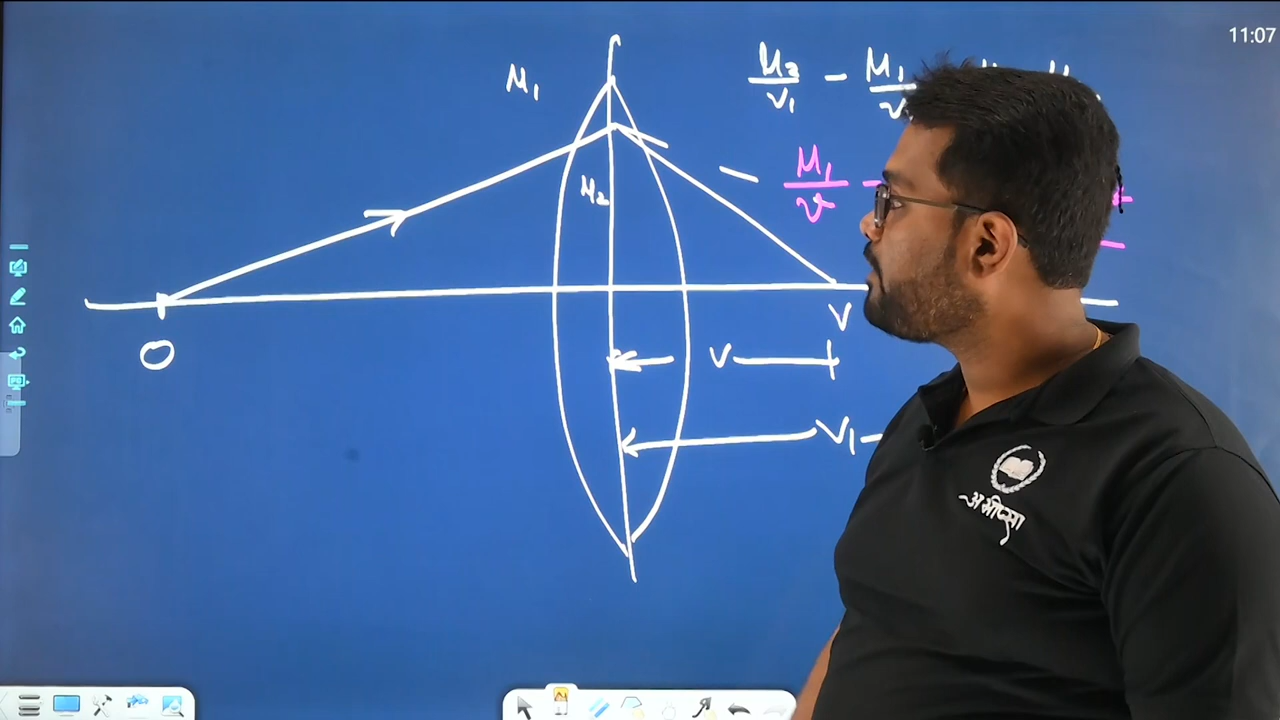 11:07
μ₁
μ₂/v₁ - μ₁/
μ₂
- μ₁/v -
O
V
V
V₁
अभीप्सा